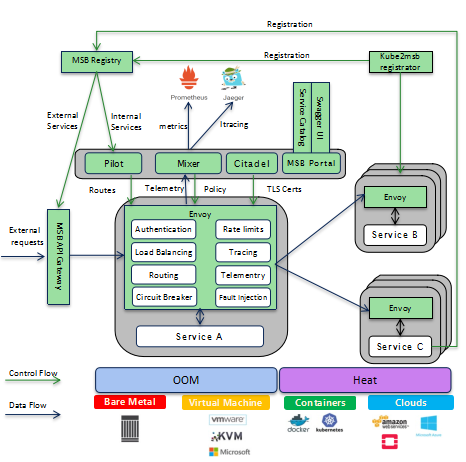 Registration
MSB Registry
Registration
Kube2msb
registrator
Prometheus
Jaeger
External
Services
Internal
Services
metrics
tracing
Service Catalog
Swagger UI
Pilot
Mixer
Citadel
MSB Portal
Routes
Telemetry
Policy
TLS Certs
Envoy
Authentication
Rate limits
Load Balancing
Tracing
Routing
Telemetry
Circuit Breaker
Fault Injection
Service A
External
requests
MSB API Gateway
Envoy
Service B
Envoy
Service C
Control Flow
Data Flow
OOM
Heat
Bare Metal
Virtual Machine
Containers
Clouds
vmware
KVM
Microsoft
docker
kubernetes
amazon
web services